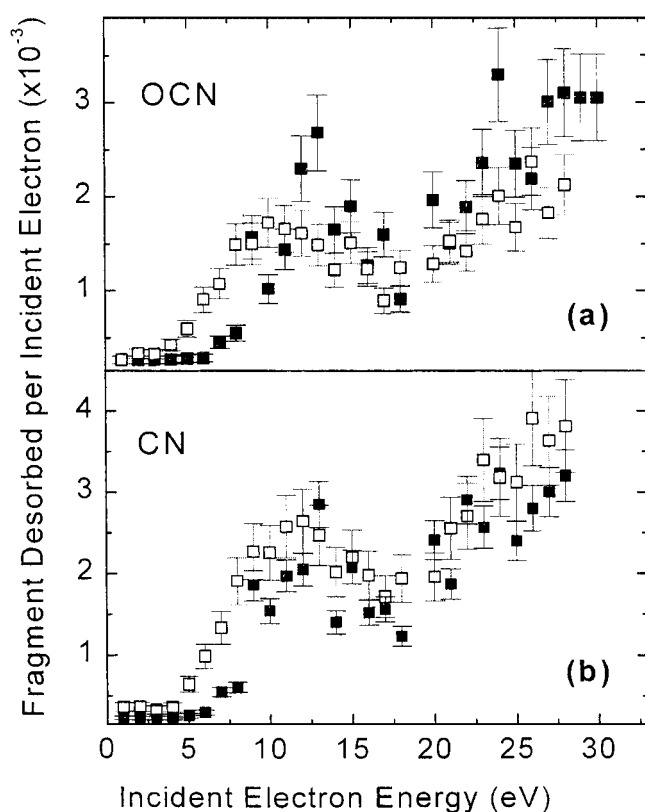 Fragment Desorbed per Incident Electron (x10⁻³)
OCN
3
2
1
(a)
CN
4
3
2
1
(b)
0 5 10 15 20 25 30
Incident Electron Energy (eV)